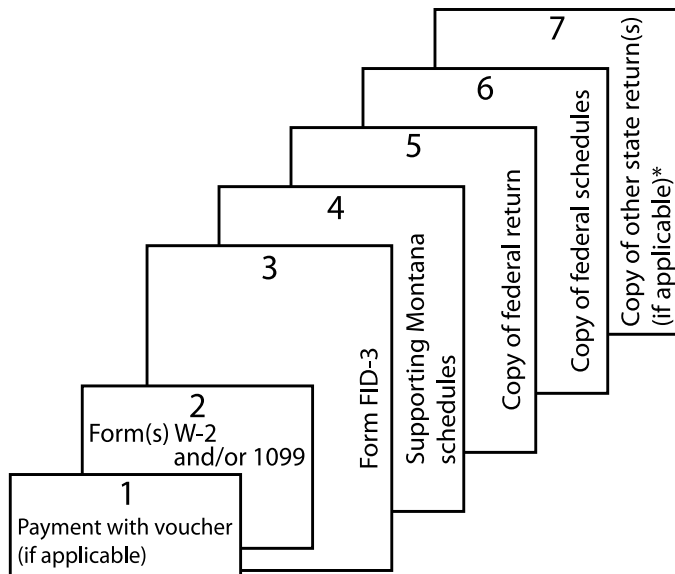 1
Payment with voucher
(if applicable)
2
Form(s) W-2
and/or 1099
3
Form FID-3
4
Supporting Montana
schedules
5
Copy of federal return
6
Copy of federal schedules
7
Copy of other state return(s)
(if applicable)*